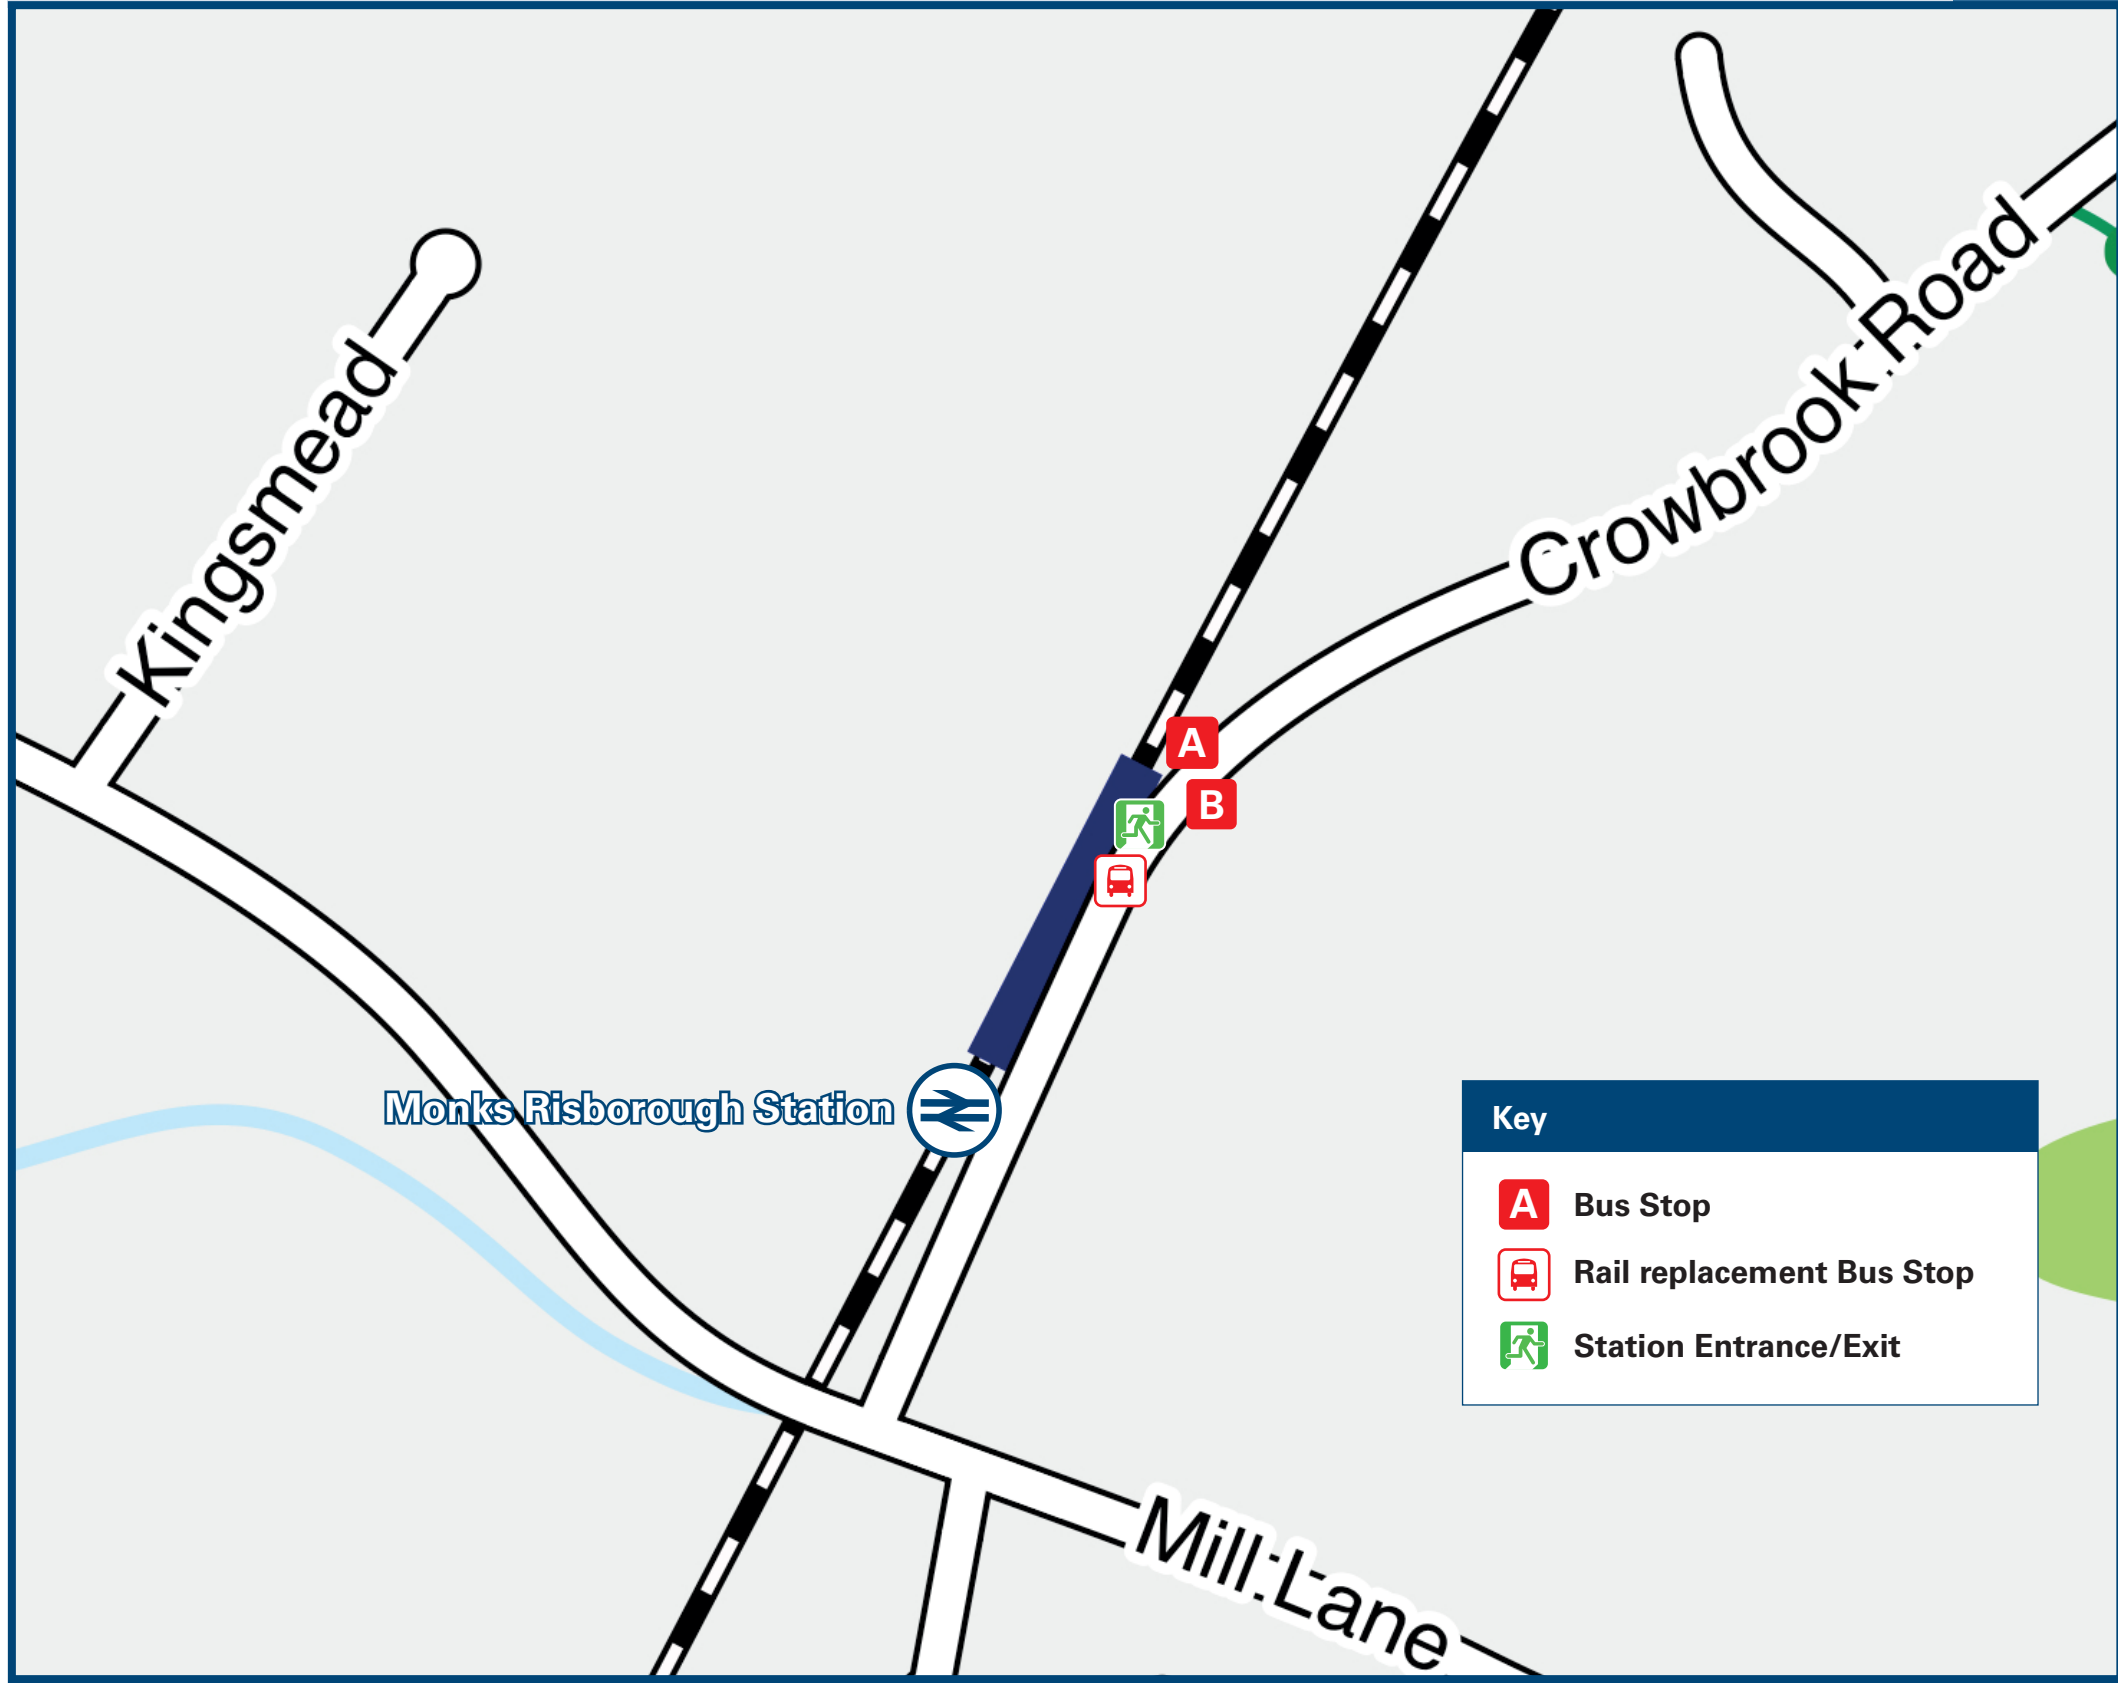 Kingsmead
Crowbrook Road
A
B
Monks Risborough Station
Key
A Bus Stop
Rail replacement Bus Stop
Station Entrance/Exit
Mill Lane